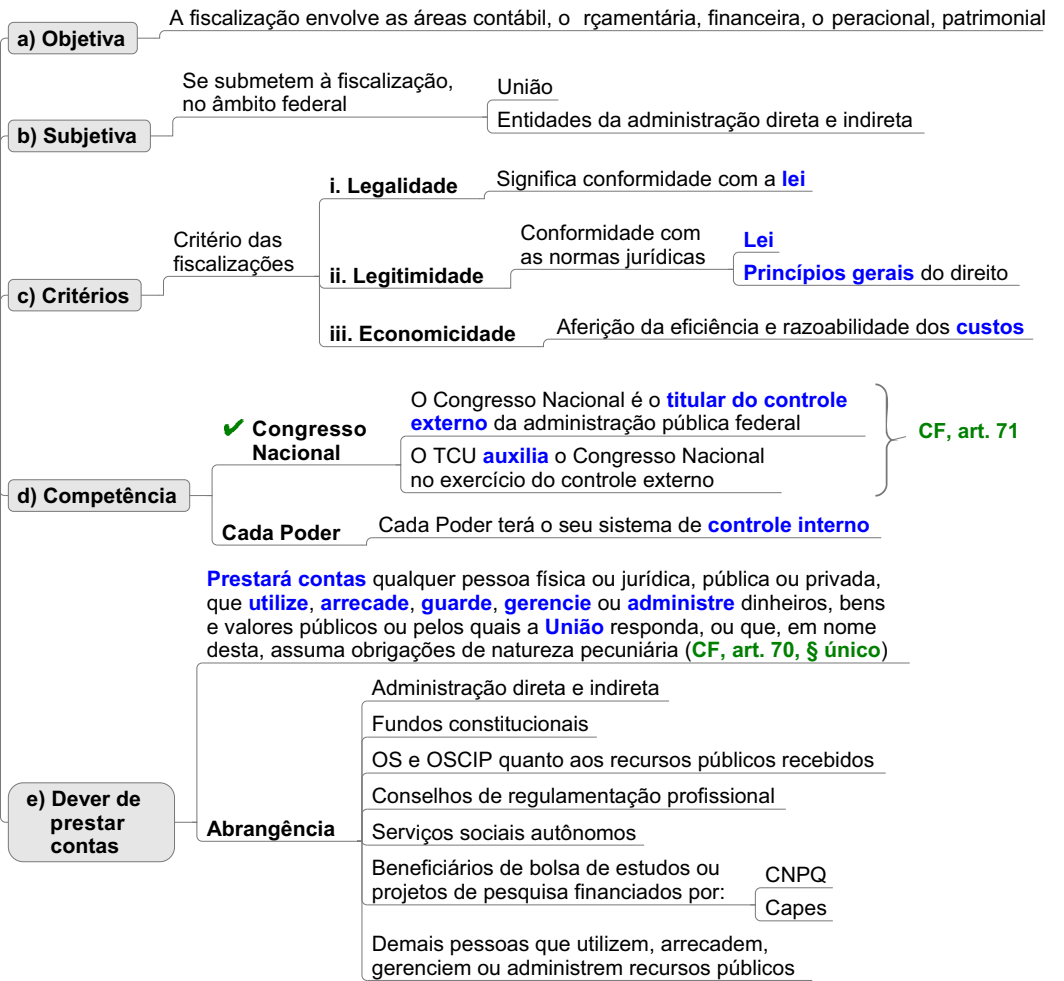 a) Objetiva
A fiscalização envolve as áreas contábil, o rçamentária, financeira, o peracional, patrimonial
b) Subjetiva
Se submetem à fiscalização,
no âmbito federal
União
Entidades da administração direta e indireta
c) Critérios
Critério das
fiscalizações
i. Legalidade
Significa conformidade com a lei
ii. Legitimidade
Conformidade com
as normas jurídicas
Lei
Princípios gerais do direito
iii. Economicidade
Aferição da eficiência e razoabilidade dos custos
d) Competência
✔ Congresso
Nacional
O Congresso Nacional é o titular do controle
externo da administração pública federal
O TCU auxilia o Congresso Nacional
no exercício do controle externo
CF, art. 71
Cada Poder
Cada Poder terá o seu sistema de controle interno
e) Dever de
prestar
contas
Prestará contas qualquer pessoa física ou jurídica, pública ou privada,
que utilize, arrecade, guarde, gerencie ou administre dinheiros, bens
e valores públicos ou pelos quais a União responda, ou que, em nome
desta, assuma obrigações de natureza pecuniária (CF, art. 70, § único)
Abrangência
Administração direta e indireta
Fundos constitucionais
OS e OSCIP quanto aos recursos públicos recebidos
Conselhos de regulamentação profissional
Serviços sociais autônomos
Beneficiários de bolsa de estudos ou
projetos de pesquisa financiados por:
CNPQ
Capes
Demais pessoas que utilizem, arrecadem,
gerenciem ou administrem recursos públicos